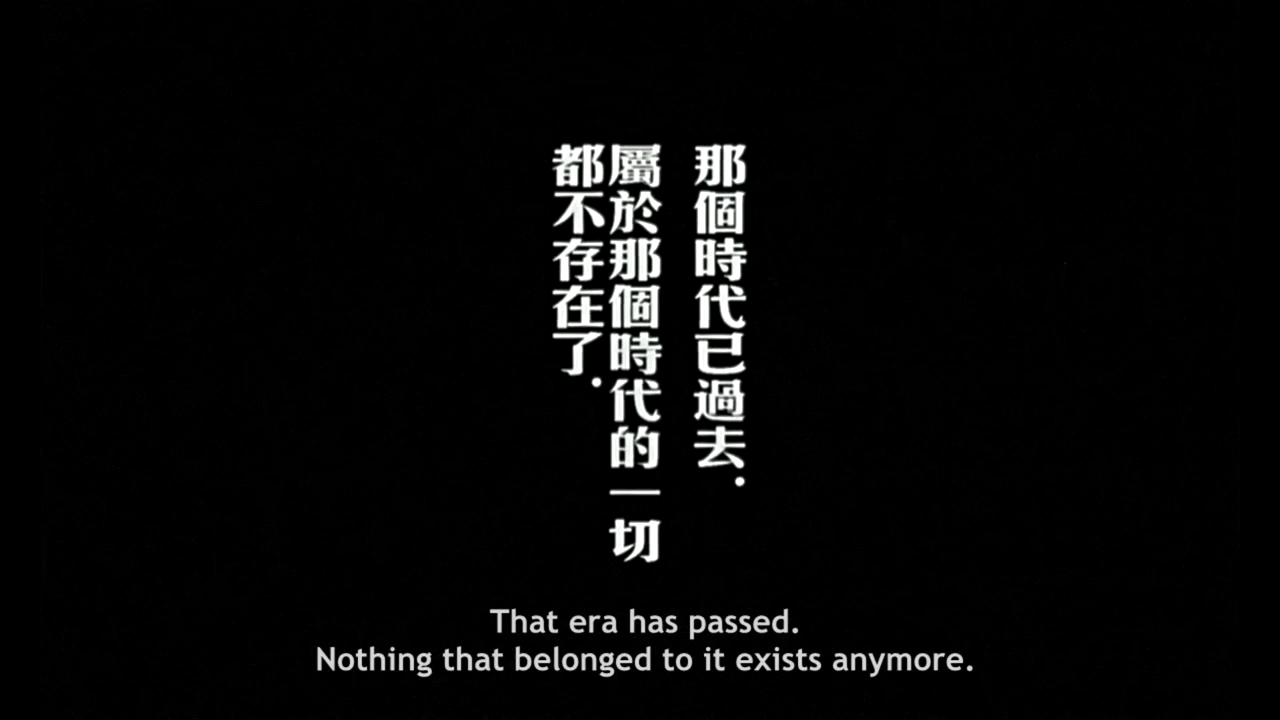 那個時代已過去.
屬於那個時代的一切
都不存在了.
That era has passed.
Nothing that belonged to it exists anymore.